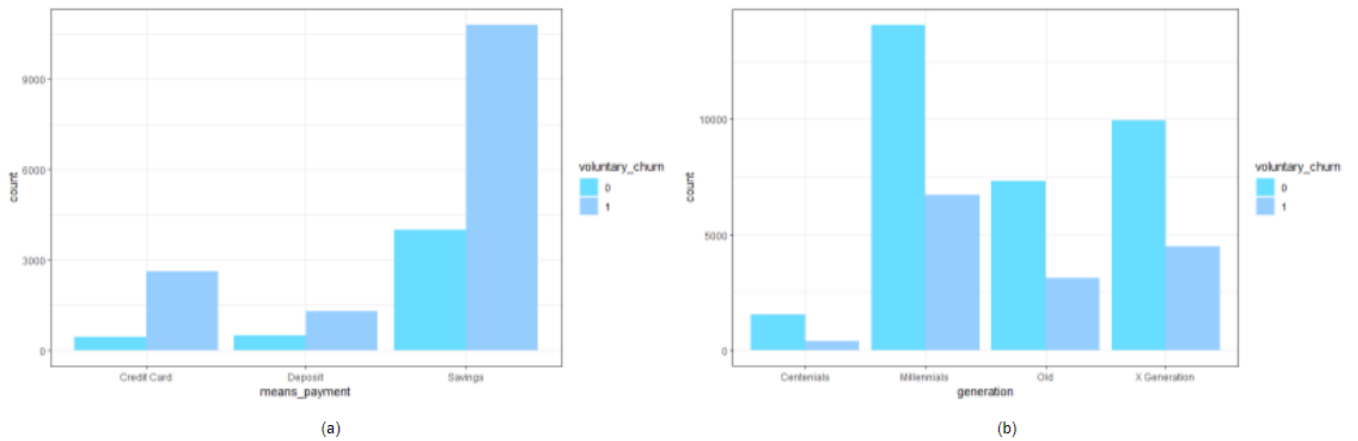 9000
6000
3000
0
count
Credit Card
Deposit
Savings
means_payment
voluntary_churn
0
1
(a)
10000
5000
0
count
Centenials
Millennials
Old
X Generation
generation
voluntary_churn
0
1
(b)